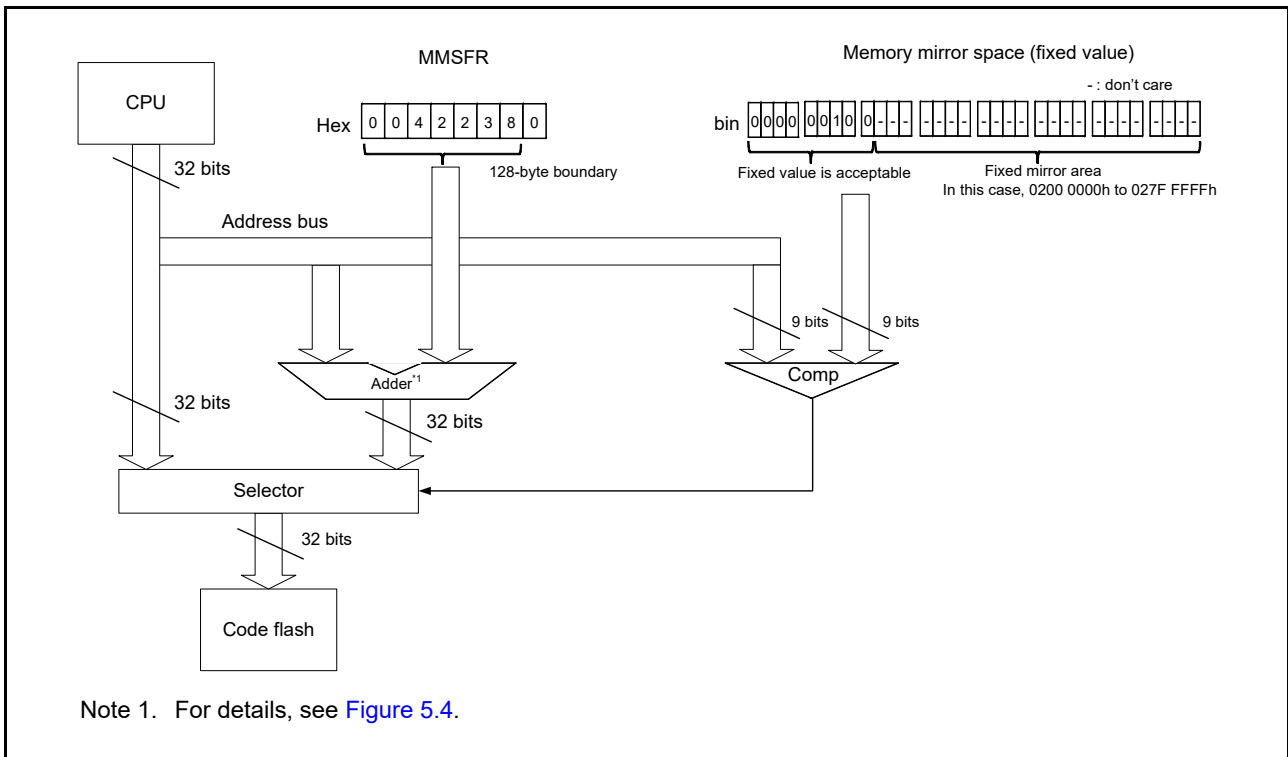 MMSFR
Memory mirror space (fixed value)
- : don't care
CPU
Hex 0 0 4 2 2 3 8 0
bin 0000 0010 0--- ---- ---- ---- ---- ----
128-byte boundary
Fixed value is acceptable
Fixed mirror area
In this case, 0200 0000h to 027F FFFFh
32 bits
Address bus
9 bits
9 bits
Adder*1
Comp
32 bits
32 bits
Selector
32 bits
Code flash
Note 1. For details, see Figure 5.4.